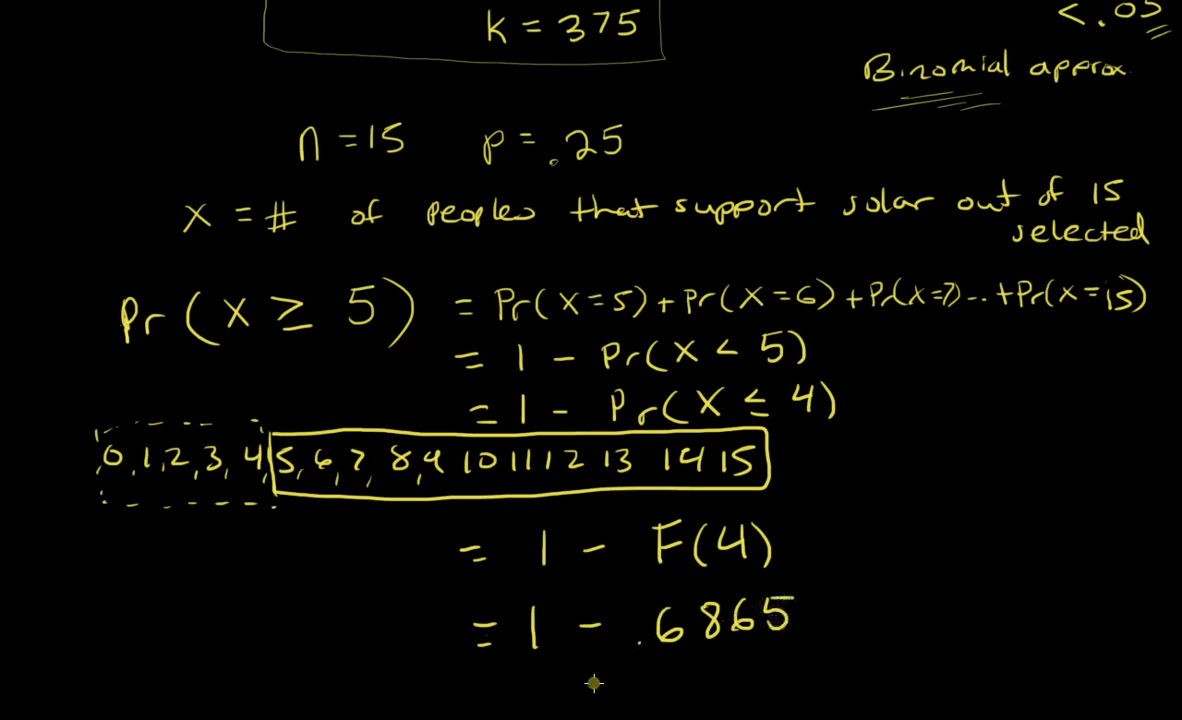 < .05
k = 375
Binomial approx.
n = 15 p = .25
X = # of peoples that support solar out of 15 selected
Pr(X ≥ 5) = Pr(X=5) + Pr(X=6) + Pr(X=7) ... + Pr(X=15)
= 1 - Pr(X < 5)
= 1 - Pr(X ≤ 4)
,0,1,2,3,4,5,6,7,8,9 10 11 12 13 14 15
= 1 - F(4)
= 1 - .6865